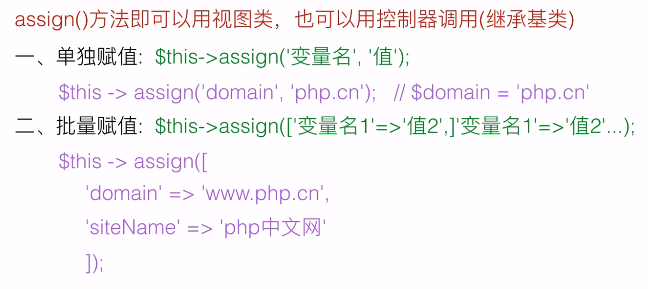 assign()方法即可以用视图类，也可以用控制器调用(继承基类)
一、单独赋值: $this->assign('变量名', '值');
$this -> assign('domain', 'php.cn'); // $domain = 'php.cn'
二、批量赋值: $this->assign(['变量名1'=>'值2',]'变量名1'=>'值2'...);
$this -> assign([
'domain' => 'www.php.cn',
'siteName' => 'php中文网'
]);